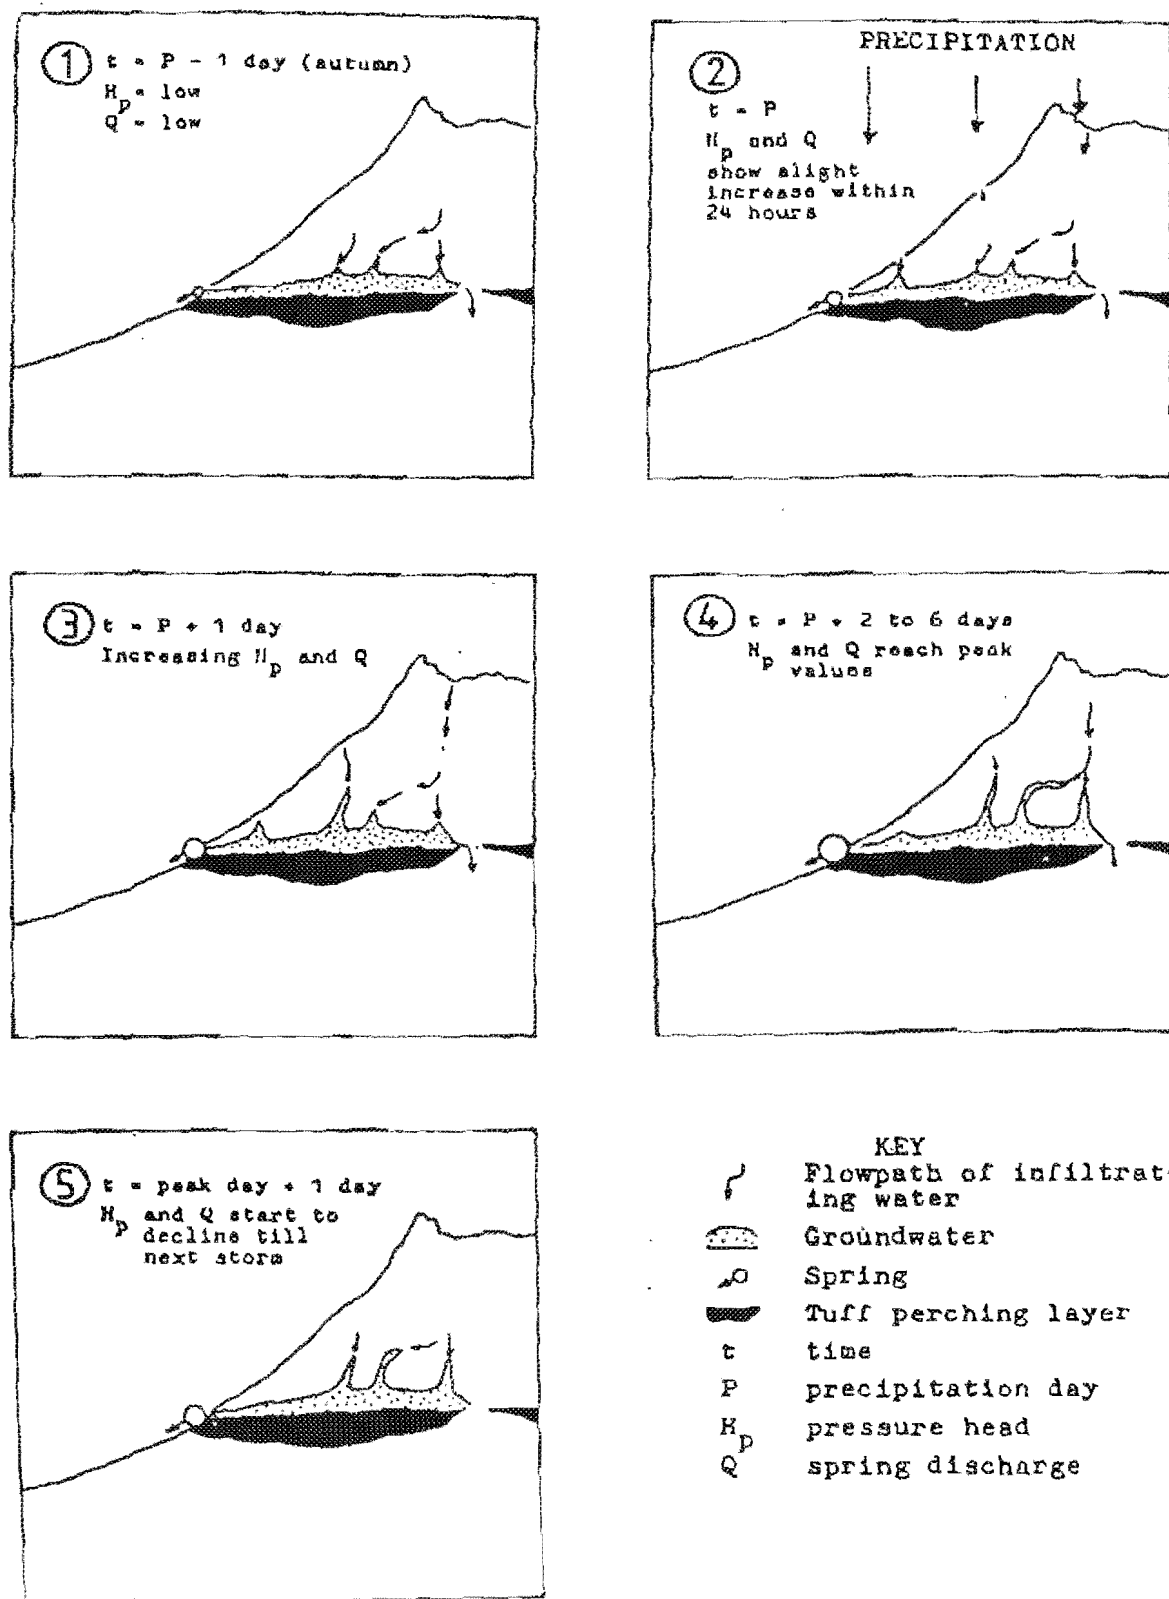 1 t = P - 1 day (autumn)
Hp = low
Q = low
PRECIPITATION
2
t = P
Hp and Q
show slight
increase within
24 hours
3 t = P + 1 day
Increasing Hp and Q
4 t = P + 2 to 6 days
Hp and Q reach peak
values
5 t = peak day + 1 day
Hp and Q start to
decline till
next storm
KEY
Flowpath of infiltrat-
ing water
Groundwater
Spring
Tuff perching layer
t time
P precipitation day
Hp pressure head
Q spring discharge